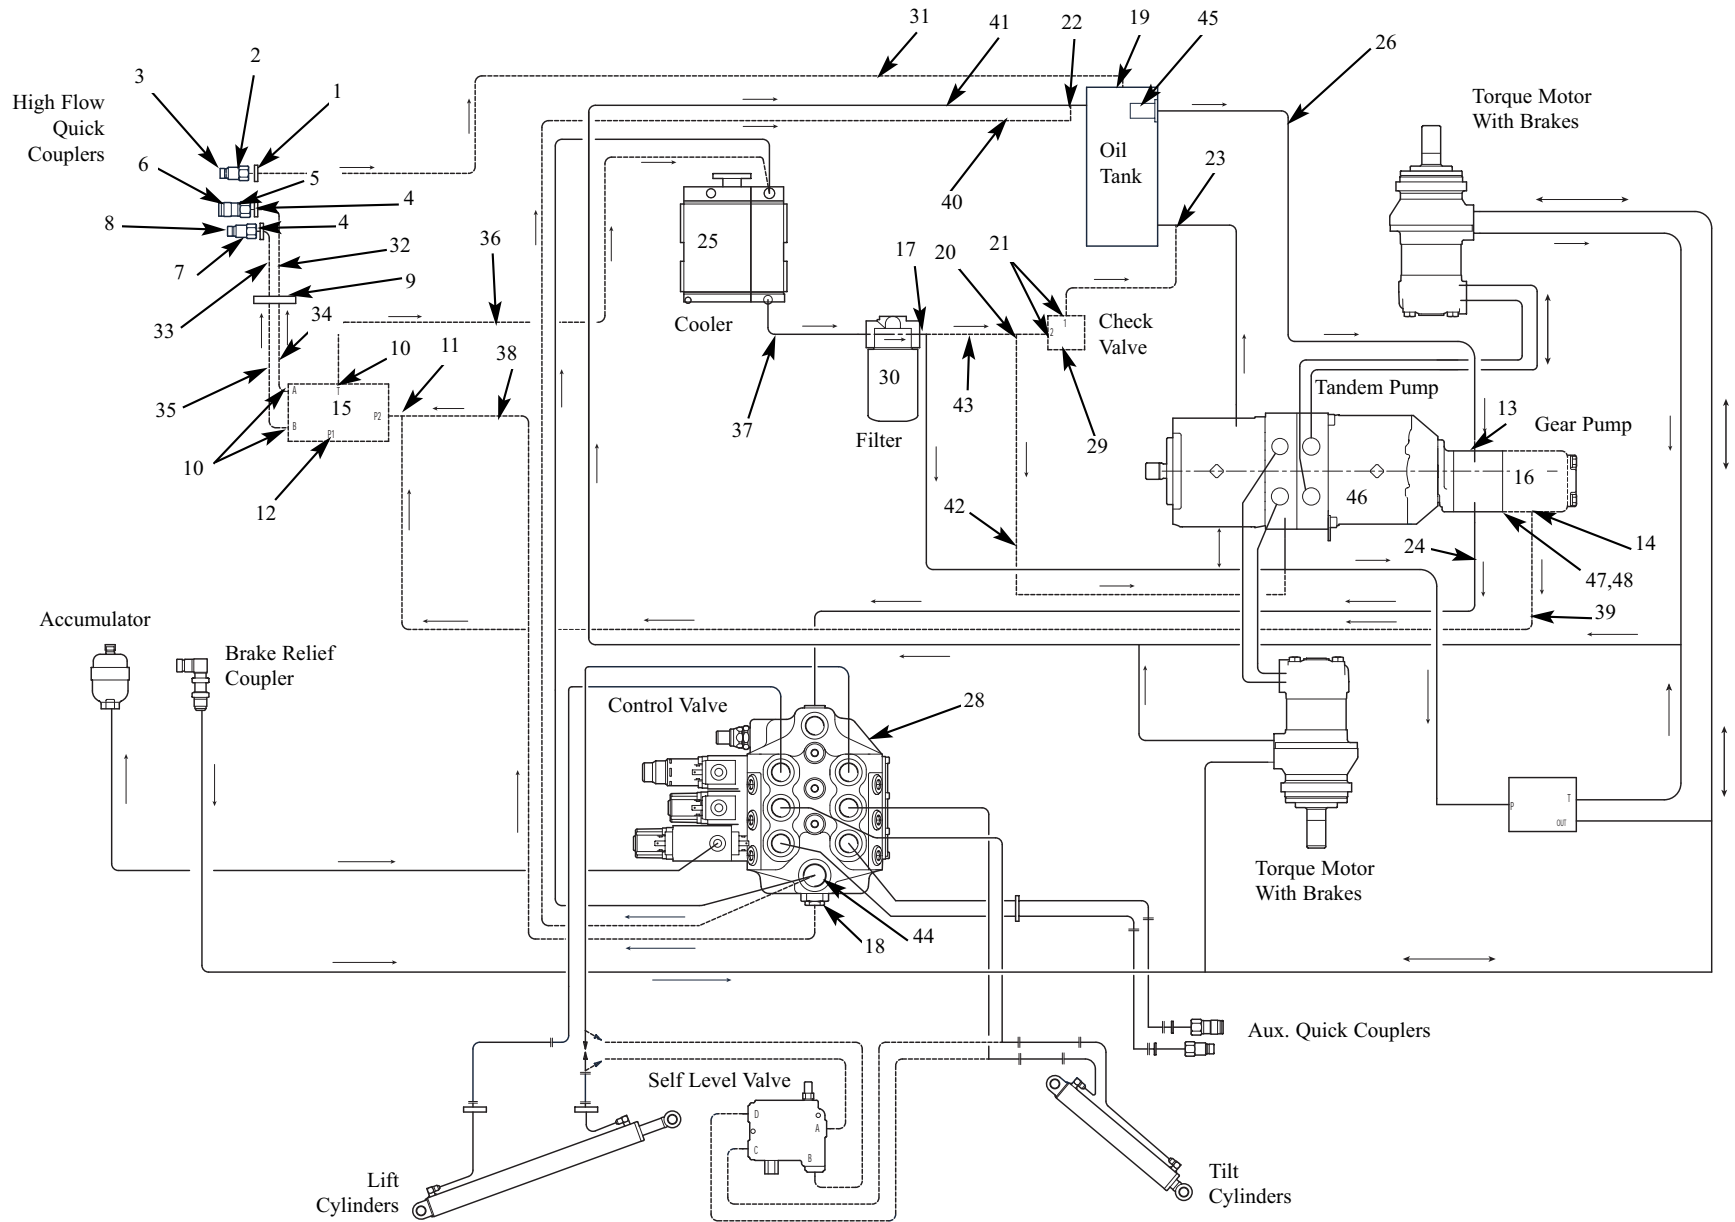 31
41
22
19
45
26
3
2
1
High Flow
Quick
Couplers
Torque Motor
With Brakes
6
5
4
8
4
7
32
36
9
33
34
35
10
15
11
38
10
12
A
B
P1
P2
T
25
Cooler
17
20
21
1
2
Check
Valve
29
30
Filter
37
43
40
Oil
Tank
23
42
Tandem Pump
13
Gear Pump
46
16
14
24
47,48
39
Accumulator
Brake Relief
Coupler
Control Valve
28
18
44
Torque Motor
With Brakes
P
T
OUT
Aux. Quick Couplers
Self Level Valve
D
C
A
B
Lift
Cylinders
Tilt
Cylinders